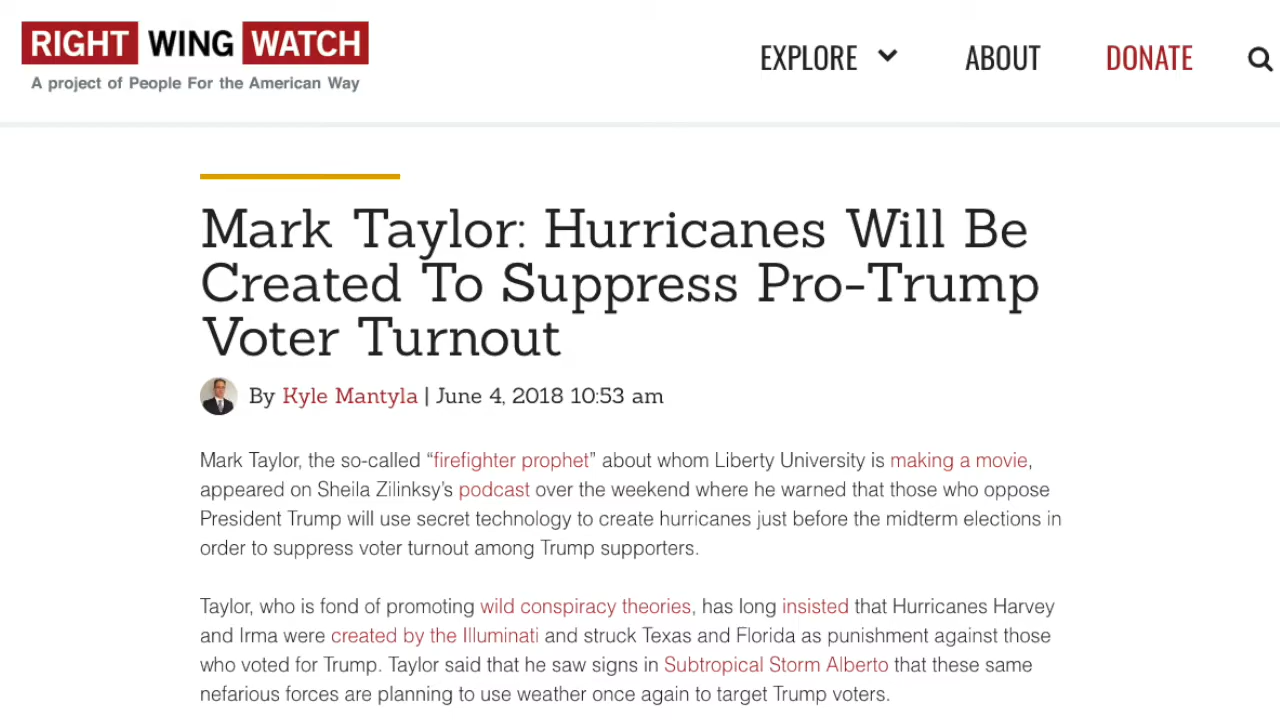 RIGHT WING WATCH
A project of People For the American Way
EXPLORE ABOUT DONATE
Mark Taylor: Hurricanes Will Be
Created To Suppress Pro-Trump
Voter Turnout
By Kyle Mantyla | June 4, 2018 10:53 am
Mark Taylor, the so-called “firefighter prophet” about whom Liberty University is making a movie,
appeared on Sheila Zilinksy’s podcast over the weekend where he warned that those who oppose
President Trump will use secret technology to create hurricanes just before the midterm elections in
order to suppress voter turnout among Trump supporters.
Taylor, who is fond of promoting wild conspiracy theories, has long insisted that Hurricanes Harvey
and Irma were created by the Illuminati and struck Texas and Florida as punishment against those
who voted for Trump. Taylor said that he saw signs in Subtropical Storm Alberto that these same
nefarious forces are planning to use weather once again to target Trump voters.